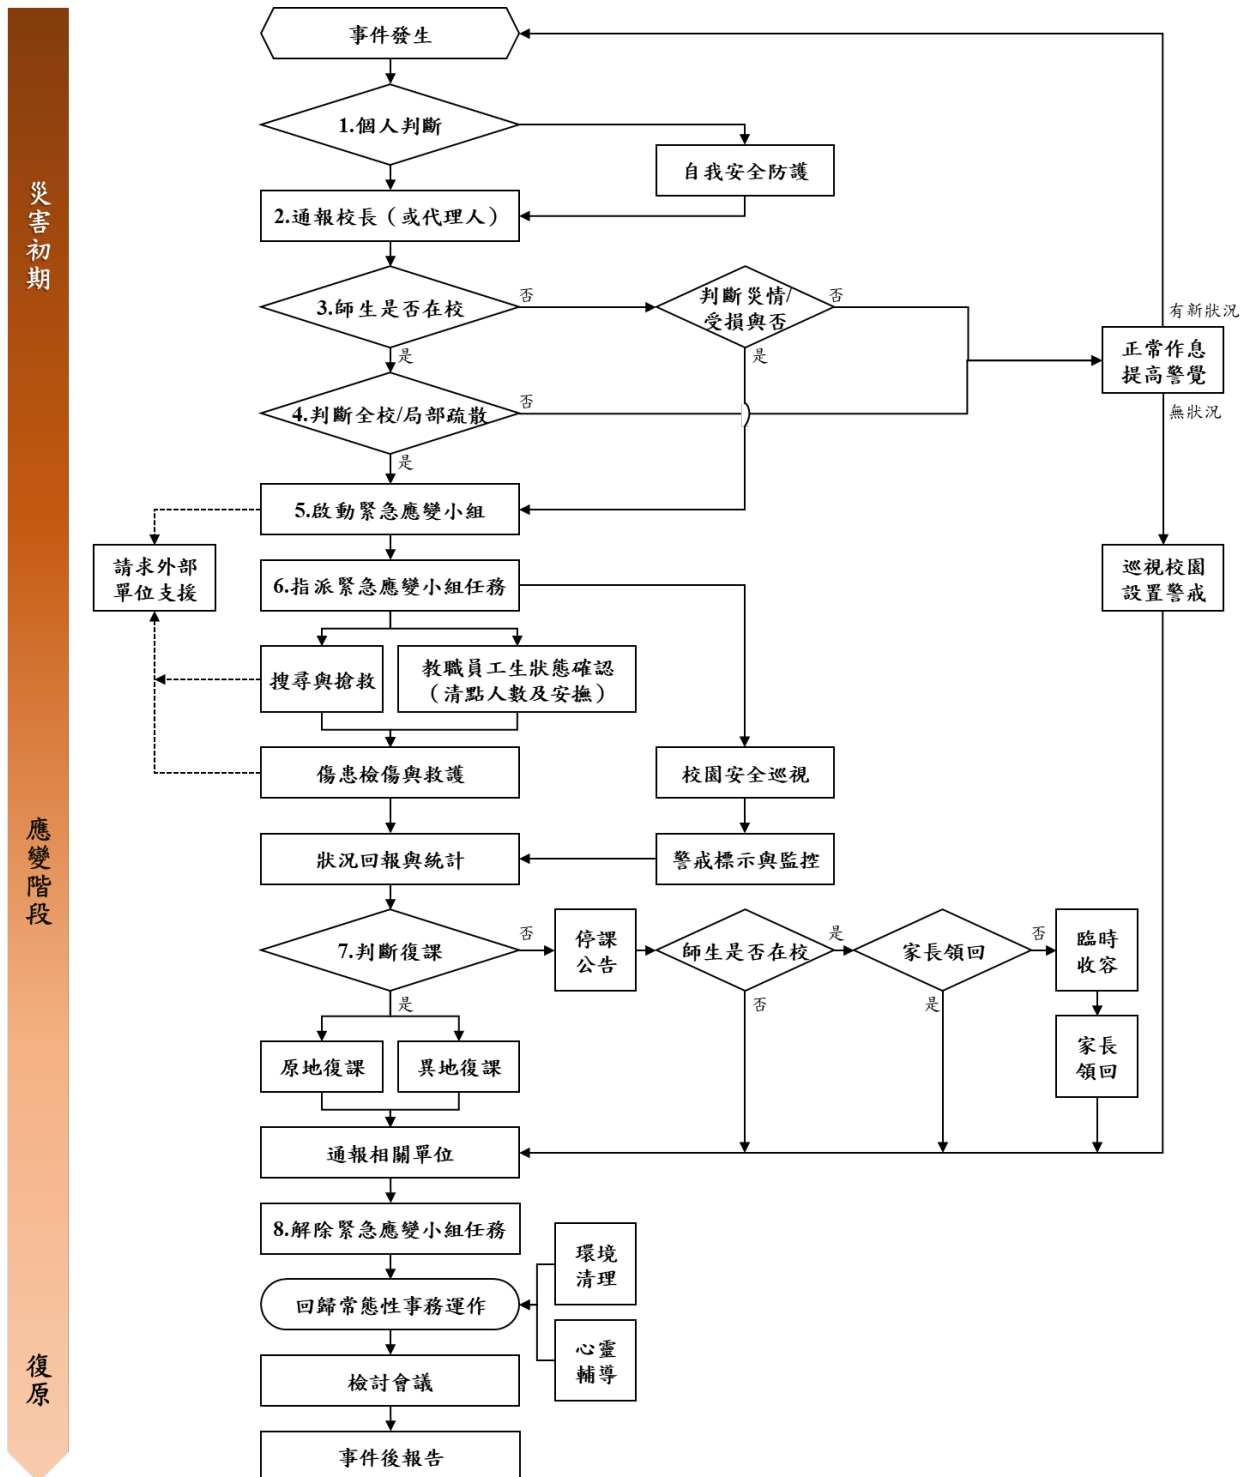 災害初期
應變階段
復原
事件發生
1.個人判斷
自我安全防護
2.通報校長（或代理人）
3.師生是否在校
否
是
判斷災情/
受損與否
否
是
有新狀況
正常作息
提高警覺
無狀況
4.判斷全校/局部疏散
否
是
5.啟動緊急應變小組
請求外部
單位支援
6.指派緊急應變小組任務
巡視校園
設置警戒
搜尋與搶救
教職員工生狀態確認
（清點人數及安撫）
傷患檢傷與救護
校園安全巡視
狀況回報與統計
警戒標示與監控
7.判斷復課
否
是
停課
公告
師生是否在校
是
否
家長領回
否
是
臨時
收容
家長
領回
原地復課
異地復課
通報相關單位
8.解除緊急應變小組任務
環境
清理
回歸常態性事務運作
心靈
輔導
檢討會議
事件後報告